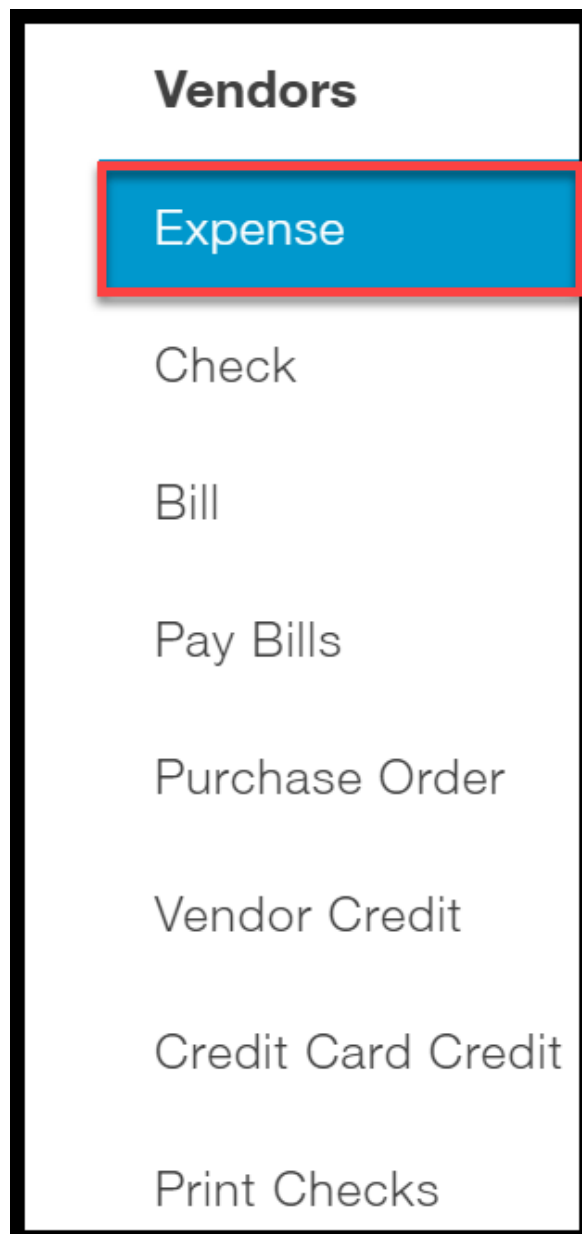 Vendors
Expense
Check
Bill
Pay Bills
Purchase Order
Vendor Credit
Credit Card Credit
Print Checks